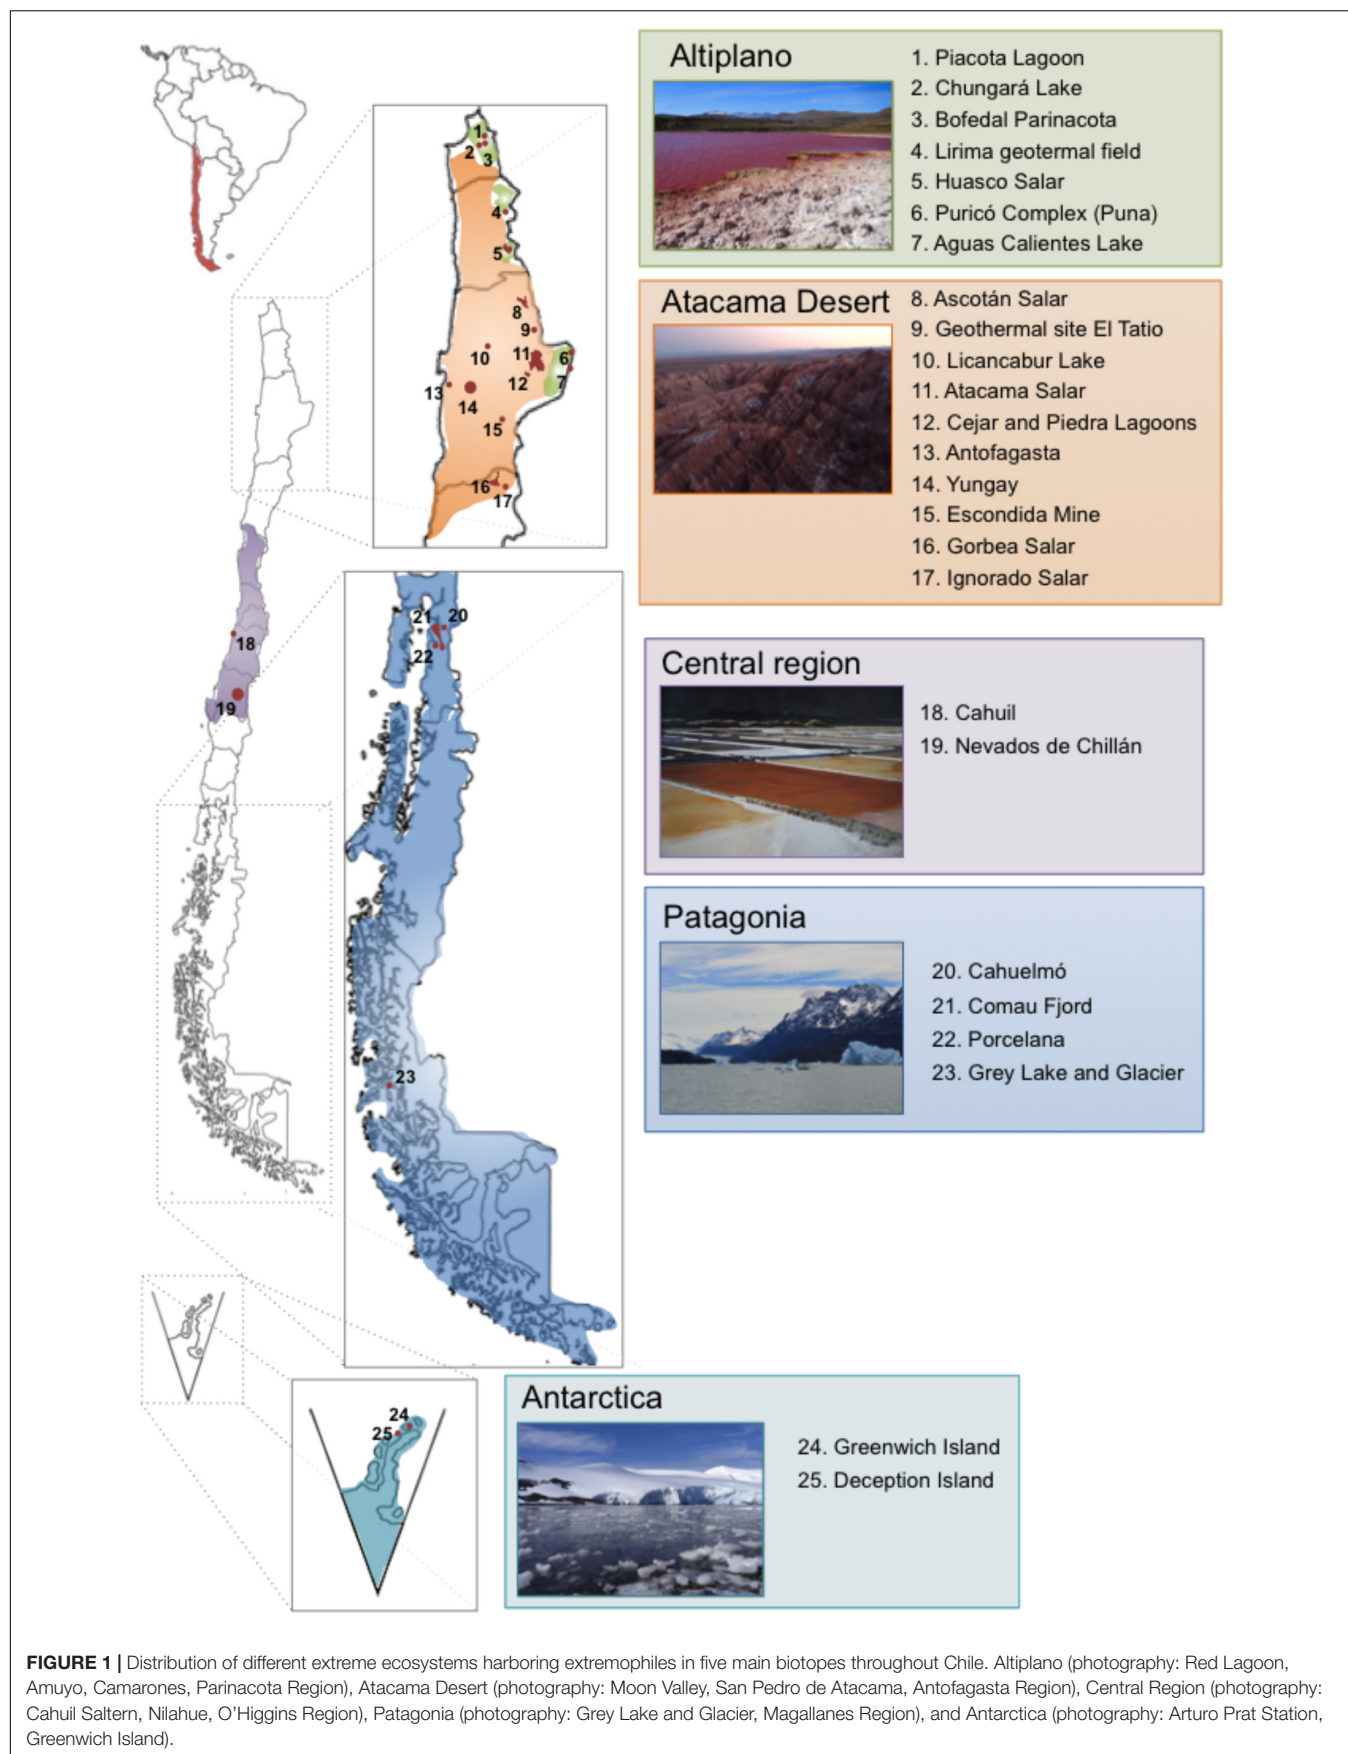 1
2
3
4
5
8
9
10
11
6
12
7
13
14
15
16
17
Altiplano
1. Piacota Lagoon
2. Chungará Lake
3. Bofedal Parinacota
4. Lirima geotermal field
5. Huasco Salar
6. Puricó Complex (Puna)
7. Aguas Calientes Lake
Atacama Desert
8. Ascotán Salar
9. Geothermal site El Tatio
10. Licancabur Lake
11. Atacama Salar
12. Cejar and Piedra Lagoons
13. Antofagasta
14. Yungay
15. Escondida Mine
16. Gorbea Salar
17. Ignorado Salar
18
19
Central region
18. Cahuil
19. Nevados de Chillán
21
20
22
23
Patagonia
20. Cahuelmó
21. Comau Fjord
22. Porcelana
23. Grey Lake and Glacier
24
25
Antarctica
24. Greenwich Island
25. Deception Island
FIGURE 1 | Distribution of different extreme ecosystems harboring extremophiles in five main biotopes throughout Chile. Altiplano (photography: Red Lagoon,
Amuyo, Camarones, Parinacota Region), Atacama Desert (photography: Moon Valley, San Pedro de Atacama, Antofagasta Region), Central Region (photography:
Cahuil Saltern, Nilahue, O’Higgins Region), Patagonia (photography: Grey Lake and Glacier, Magallanes Region), and Antarctica (photography: Arturo Prat Station,
Greenwich Island).